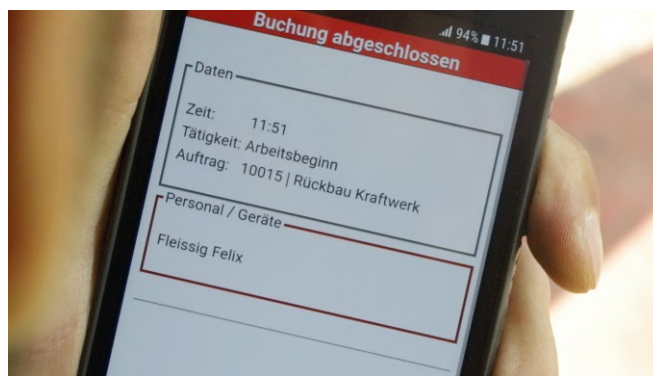 94% 11:51
Buchung abgeschlossen
Daten
Zeit: 11:51
Tätigkeit: Arbeitsbeginn
Auftrag: 10015 | Rückbau Kraftwerk
Personal / Geräte
Fleissig Felix